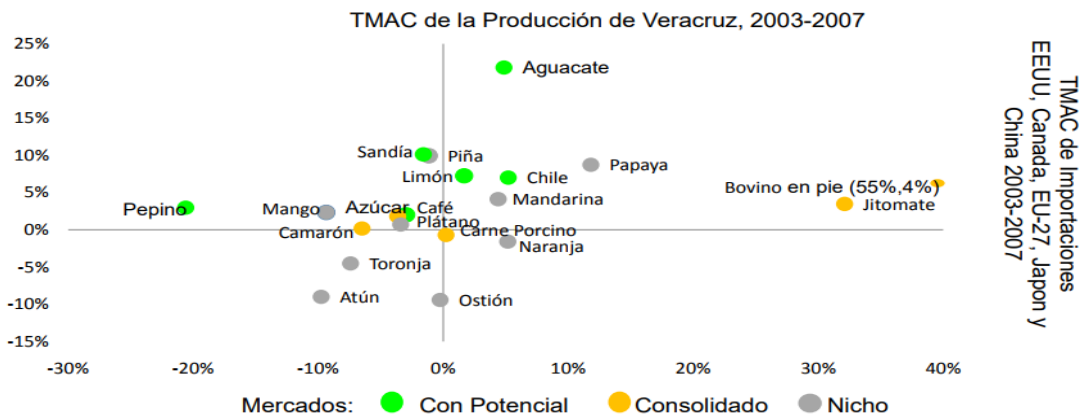 TMAC de la Producción de Veracruz, 2003-2007
25%
20%
15%
10%
5%
0%
-5%
-10%
-15%
Aguacate
Sandía
Piña
Papaya
Limón
Chile
Bovino en pie (55%,4%)
Mandarina
Jitomate
Pepino
Mango
Azúcar
Café
Plátano
Camarón
Carne Porcino
Naranja
Toronja
Atún
Ostión
-30%
-20%
-10%
0%
10%
20%
30%
40%
TMAC de Importaciones
EEUU, Canada, EU-27, Japon y
China 2003-2007
Mercados: Con Potencial Consolidado Nicho